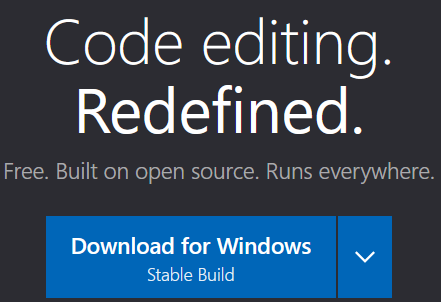 Code editing.
Redefined.
Free. Built on open source. Runs everywhere.
Download for Windows
Stable Build